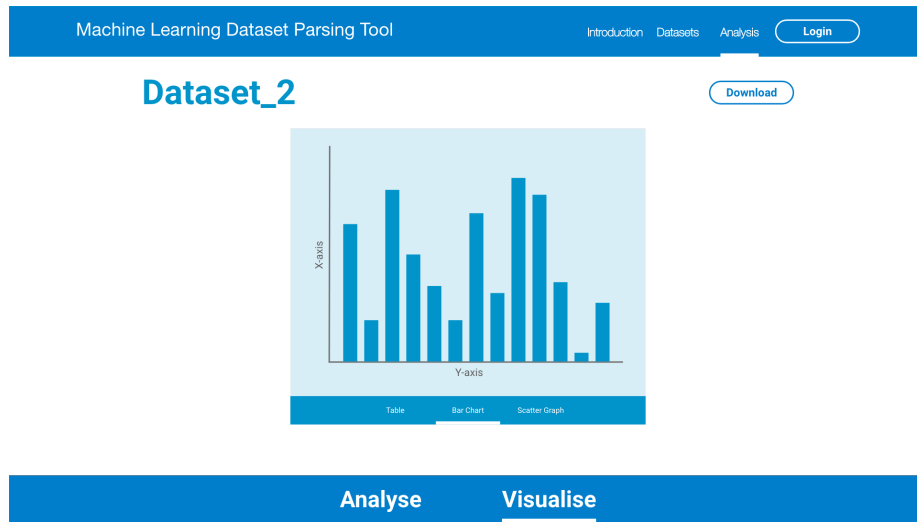 Machine Learning Dataset Parsing Tool
Introduction Datasets Analysis Login
Dataset_2
Download
X-axis
Y-axis
Table Bar Chart Scatter Graph
Analyse Visualise